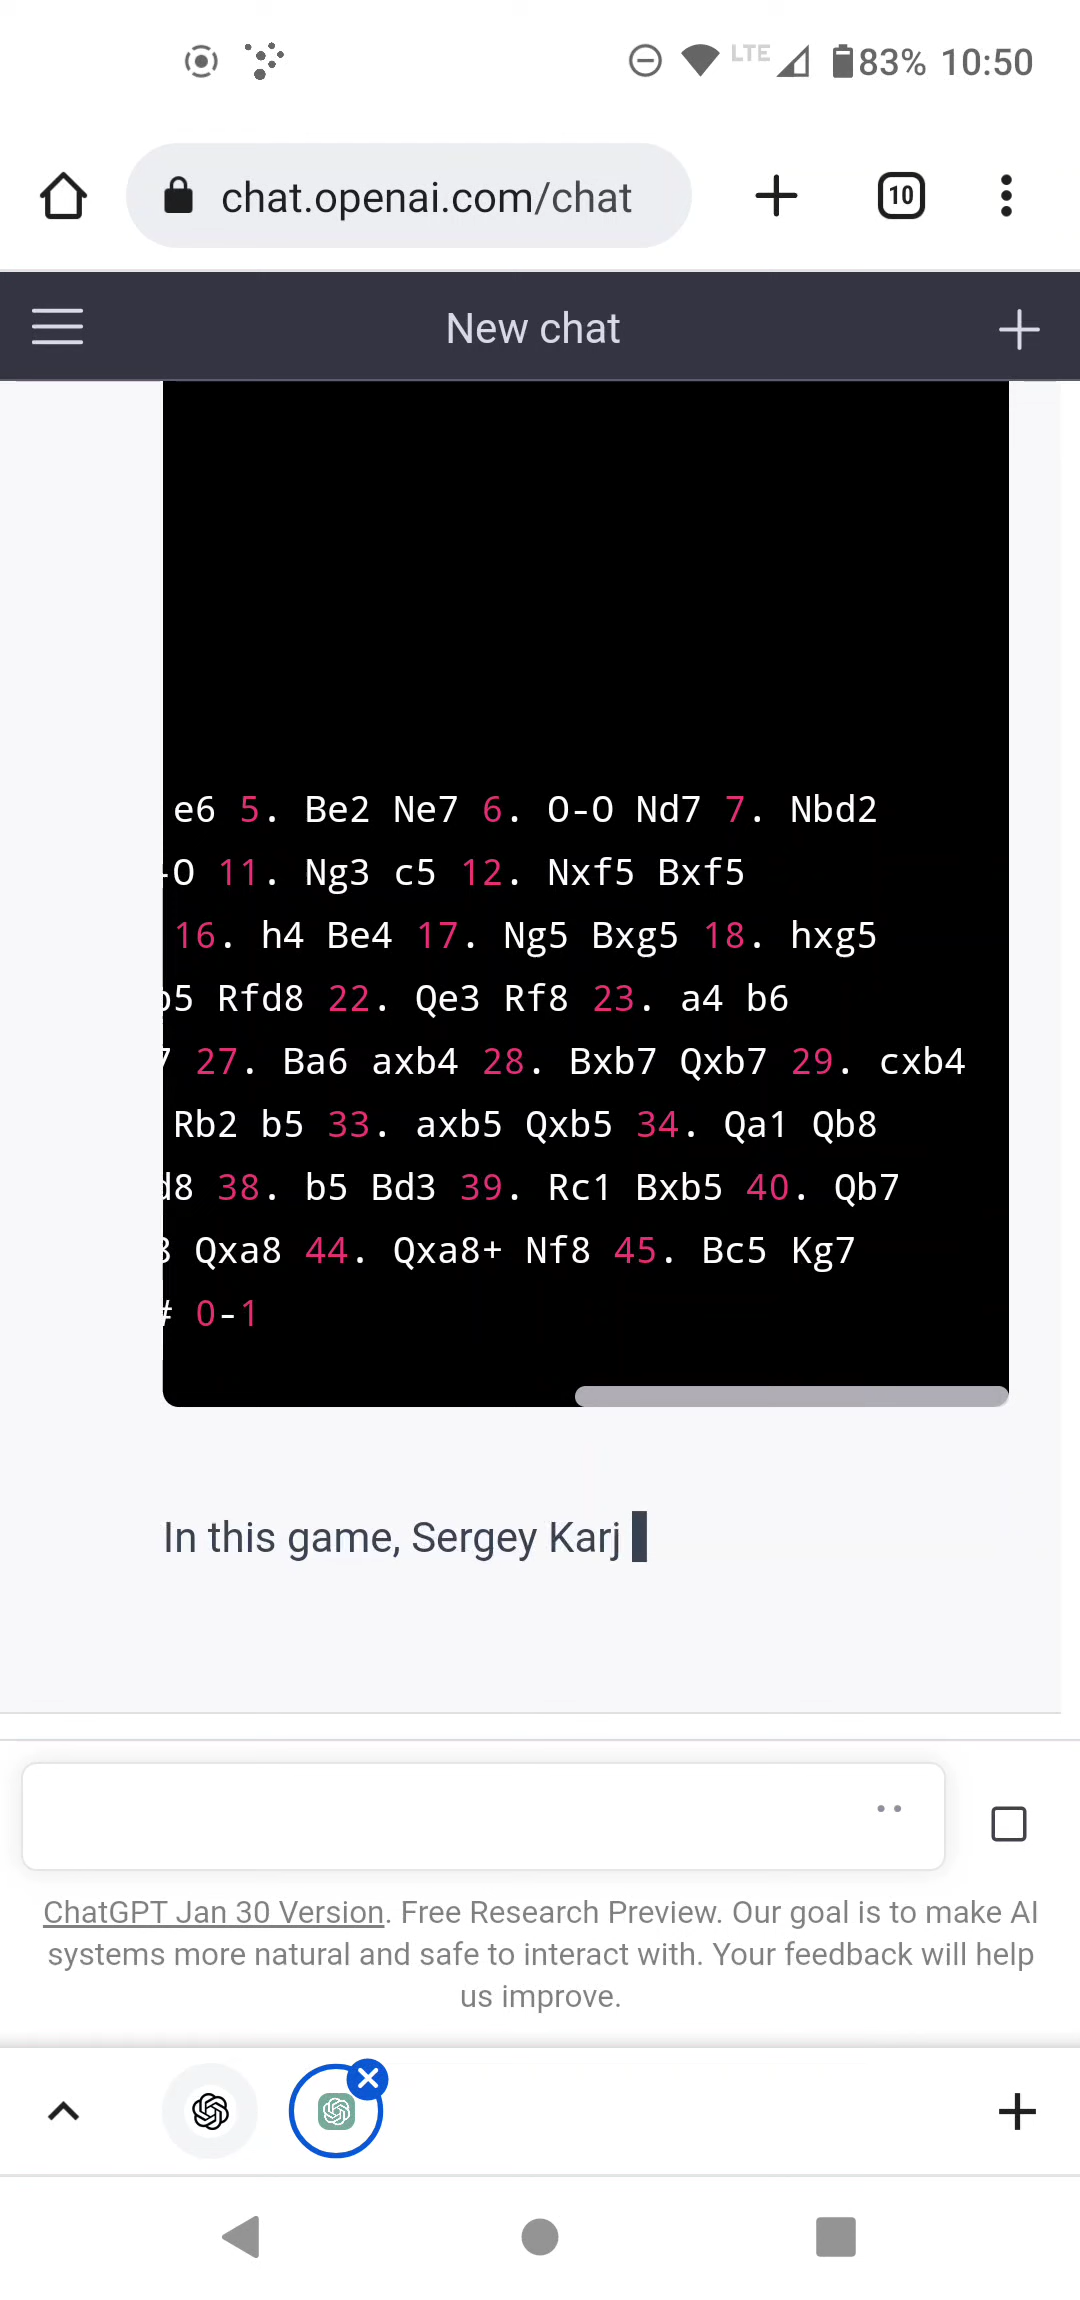 LTE 83% 10:50
chat.openai.com/chat 10
New chat
e6 5. Be2 Ne7 6. O-O Nd7 7. Nbd2
-O 11. Ng3 c5 12. Nxf5 Bxf5
16. h4 Be4 17. Ng5 Bxg5 18. hxg5
b5 Rfd8 22. Qe3 Rf8 23. a4 b6
7 27. Ba6 axb4 28. Bxb7 Qxb7 29. cxb4
Rb2 b5 33. axb5 Qxb5 34. Qa1 Qb8
d8 38. b5 Bd3 39. Rc1 Bxb5 40. Qb7
8 Qxa8 44. Qxa8+ Nf8 45. Bc5 Kg7
# 0-1
In this game, Sergey Karj
ChatGPT Jan 30 Version. Free Research Preview. Our goal is to make AI
systems more natural and safe to interact with. Your feedback will help
us improve.